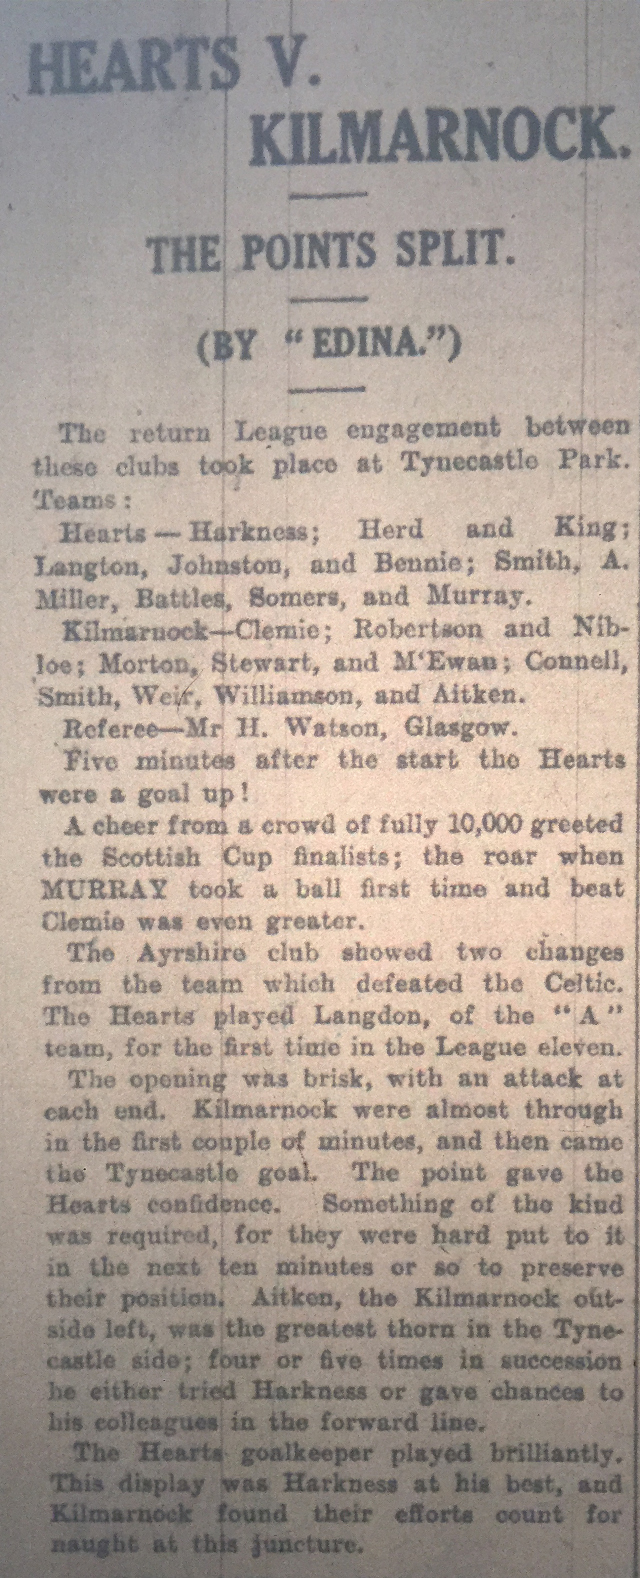 HEARTS V.
KILMARNOCK.
THE POINTS SPLIT.
(BY "EDINA.")
The return League engagement between
these clubs took place at Tynecastle Park.
Teams:
Hearts — Harkness; Herd and King;
Langton, Johnston, and Bennie; Smith, A.
Miller, Battles, Somers, and Murray.
Kilmarnock—Clemie; Robertson and Nib-
loe; Morton, Stewart, and M'Ewan; Connell,
Smith, Weir, Williamson, and Aitken.
Referee—Mr H. Watson, Glasgow.
Five minutes after the start the Hearts
were a goal up!
A cheer from a crowd of fully 10,000 greeted
the Scottish Cup finalists; the roar when
MURRAY took a ball first time and beat
Clemie was even greater.
The Ayrshire club showed two changes
from the team which defeated the Celtic.
The Hearts played Langdon, of the "A"
team, for the first time in the League eleven.
The opening was brisk, with an attack at
each end. Kilmarnock were almost through
in the first couple of minutes, and then came
the Tynecastle goal. The point gave the
Hearts confidence. Something of the kind
was required, for they were hard put to it
in the next ten minutes or so to preserve
their position. Aitken, the Kilmarnock out-
side left, was the greatest thorn in the Tyne-
castle side; four or five times in succession
he either tried Harkness or gave chances to
his colleagues in the forward line.
The Hearts goalkeeper played brilliantly.
This display was Harkness at his best, and
Kilmarnock found their efforts count for
naught at this juncture.